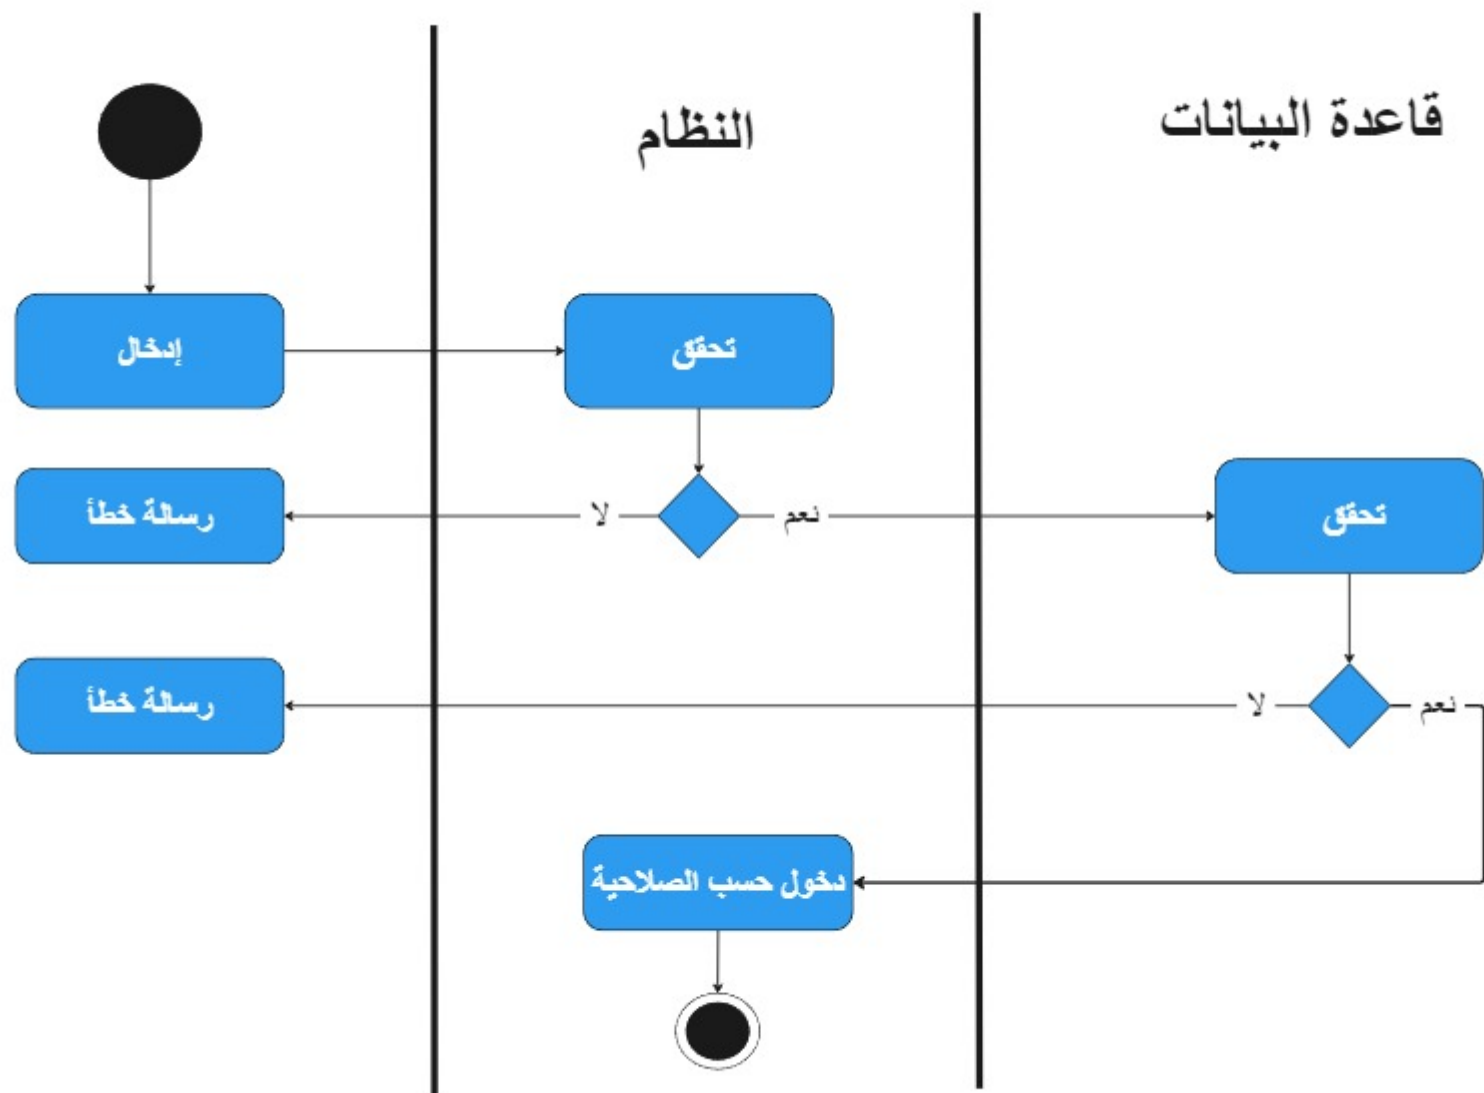 قاعدة البيانات
النظام
إدخال
تحقق
رسالة خطأ
لا
نعم
تحقق
رسالة خطأ
لا
نعم
دخول حسب الصلاحية